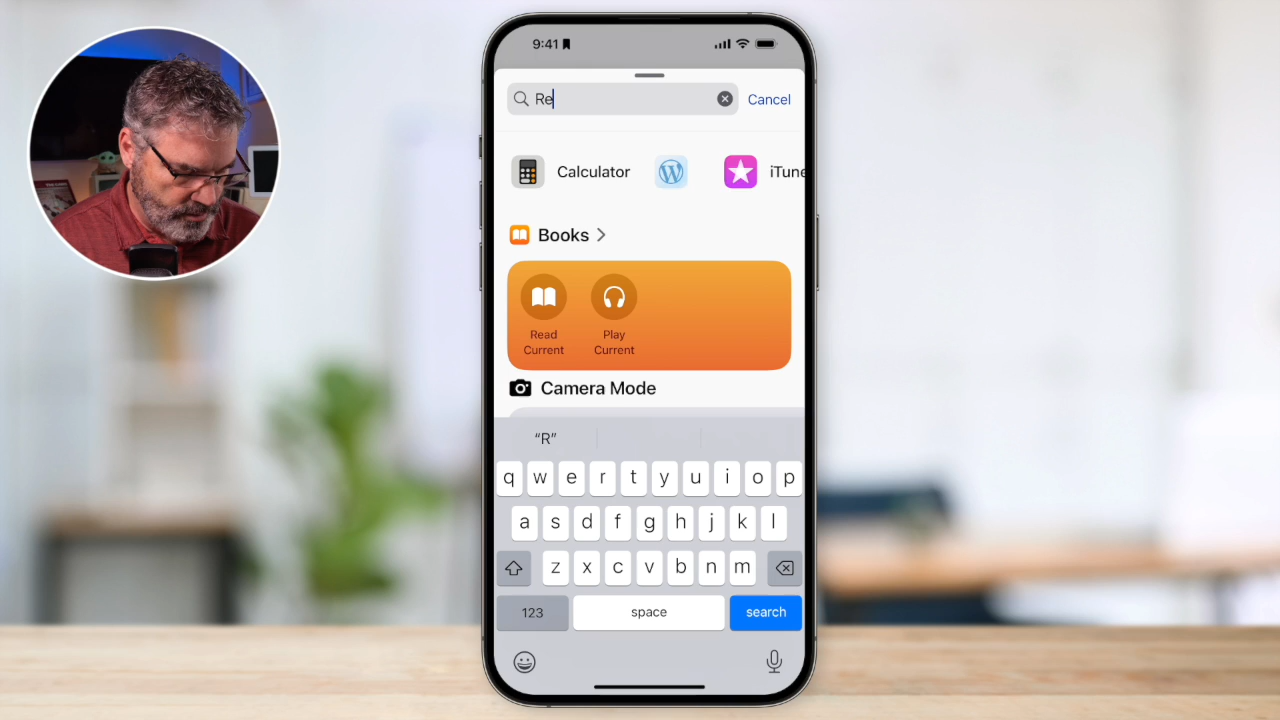 9:41
Re
Cancel
Calculator
iTune
Books
Read
Current
Play
Current
Camera Mode
“R”
q w e r t y u i o p
a s d f g h j k l
z x c v b n m
123
space
search